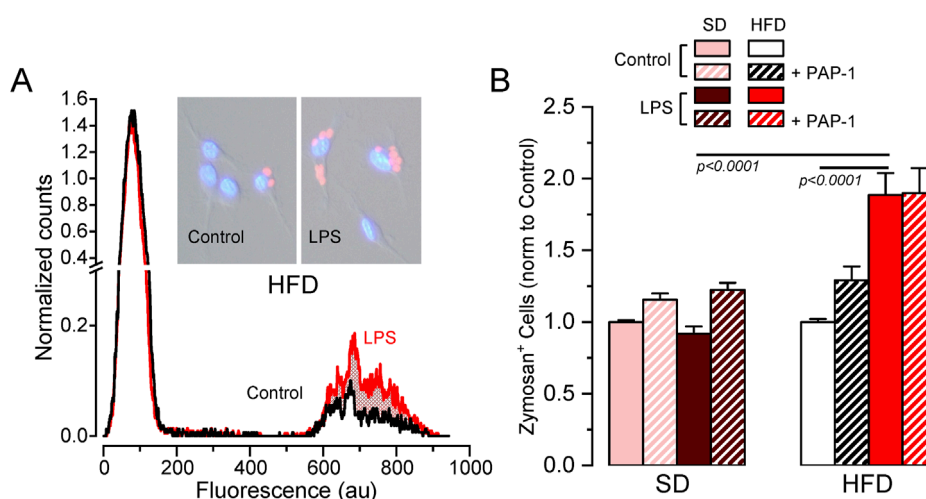 A
Normalized counts
1.6
1.4
1.2
1.0
0.8
0.6
0.4
0.2
0.0
Control
LPS
HFD
LPS
Control
0 200 400 600 800 1000
Fluorescence (au)
B
SD HFD
Control
+ PAP-1
LPS
+ PAP-1
Zymosan⁺ Cells (norm to Control)
2.5
2.0
1.5
1.0
0.5
0.0
p<0.0001
p<0.0001
SD HFD